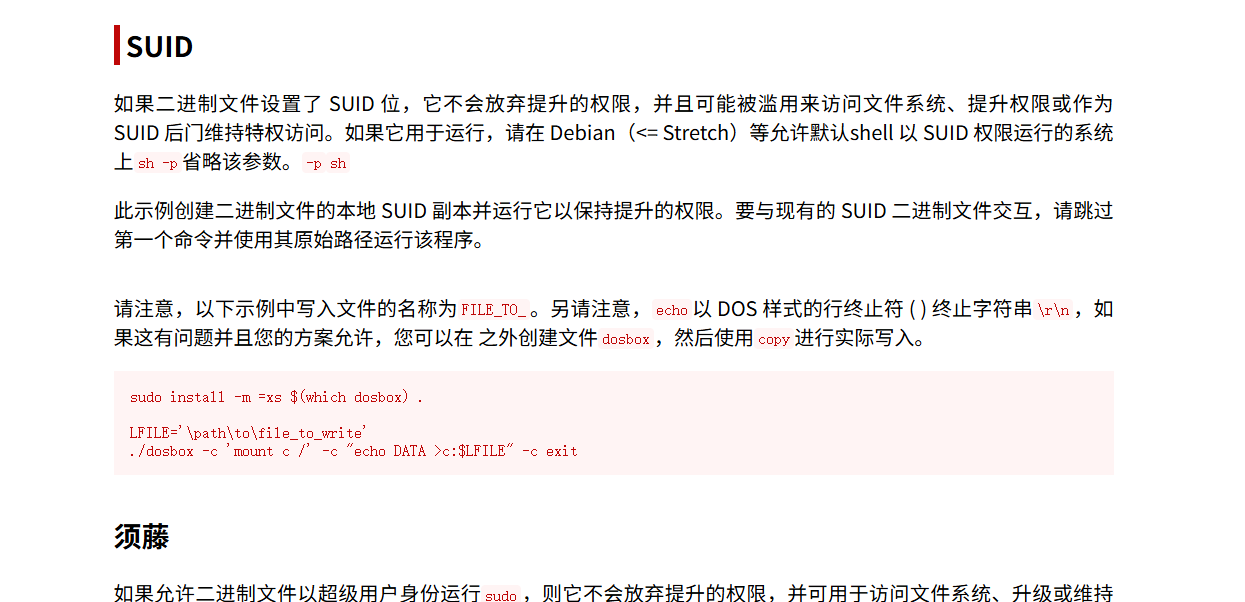 SUID
如果二进制文件设置了 SUID 位，它不会放弃提升的权限，并且可能被滥用来访问文件系统、提升权限或作为
SUID 后门维持特权访问。如果它用于运行，请在 Debian（<= Stretch）等允许默认shell 以 SUID 权限运行的系统
上 sh -p 省略该参数。 -p sh
此示例创建二进制文件的本地 SUID 副本并运行它以保持提升的权限。要与现有的 SUID 二进制文件交互，请跳过
第一个命令并使用其原始路径运行该程序。
请注意，以下示例中写入文件的名称为 FILE_TO_ 。另请注意， echo 以 DOS 样式的行终止符 ( ) 终止字符串 \r\n ，如
果这有问题并且您的方案允许，您可以在 之外创建文件 dosbox ，然后使用 copy 进行实际写入。
sudo install -m =xs $(which dosbox) .
LFILE='\path\to\file_to_write'
./dosbox -c 'mount c /' -c "echo DATA >c:$LFILE" -c exit
须藤
如果允许二进制文件以超级用户身份运行 sudo ，则它不会放弃提升的权限，并可用于访问文件系统、升级或维持